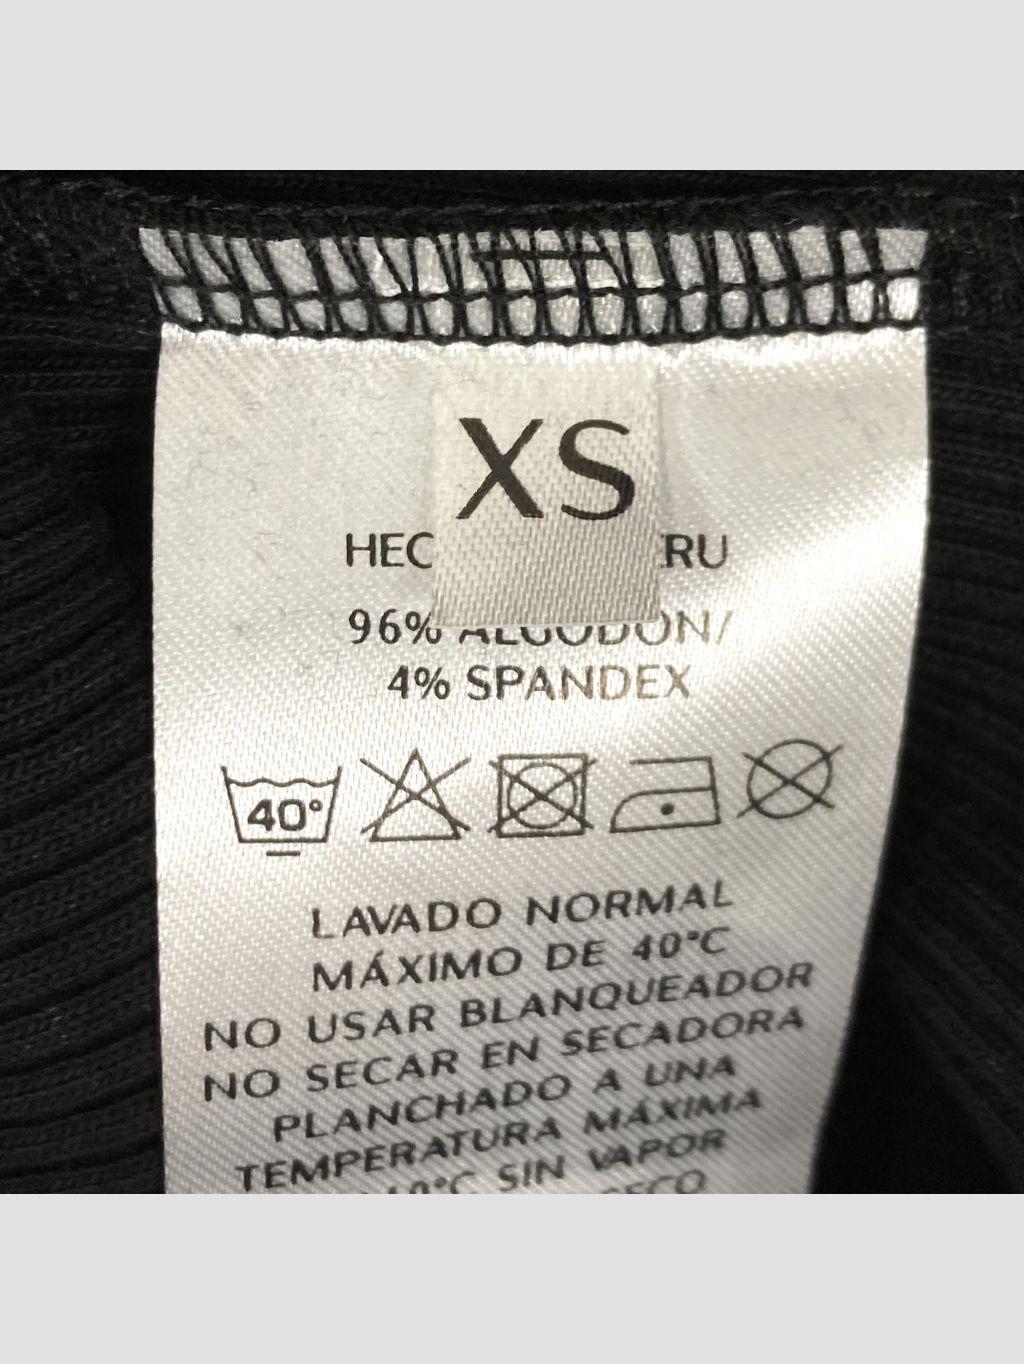 XS
HEC ERU
96% ALGODON/
4% SPANDEX
40°
LAVADO NORMAL
MÁXIMO DE 40°C
NO USAR BLANQUEADOR
NO SECAR EN SECADORA
PLANCHADO A UNA
TEMPERATURA MÁXIMA
SIN VAPOR